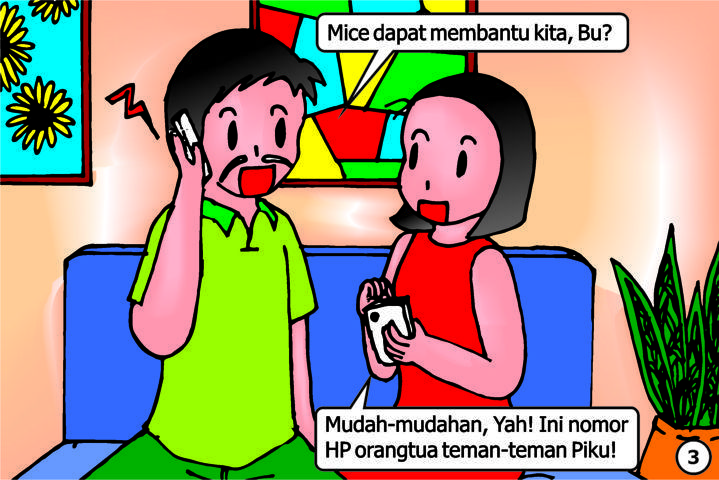 Mice dapat membantu kita, Bu?
Mudah-mudahan, Yah! Ini nomor
HP orangtua teman-teman Piku!
3